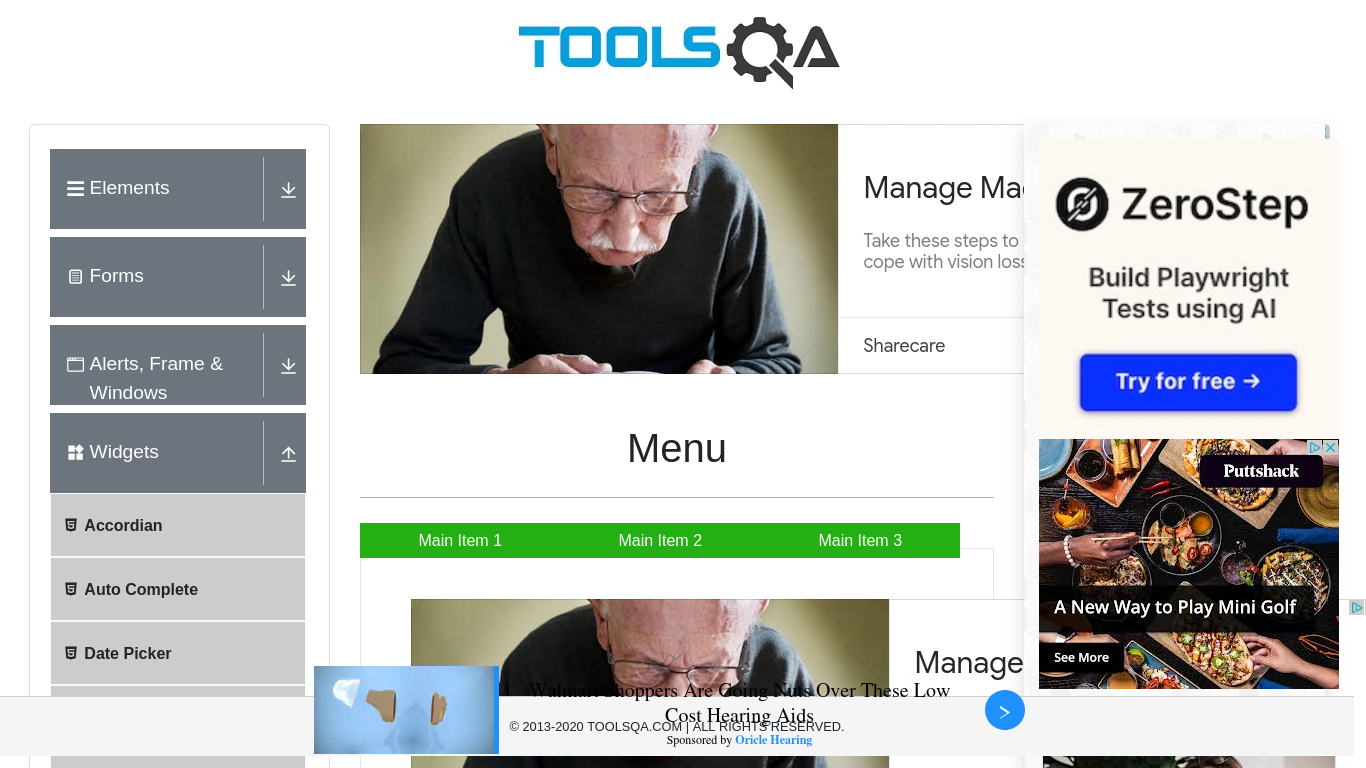 TOOLSQA
Elements
Forms
Alerts, Frame &
Windows
Widgets
Accordian
Auto Complete
Date Picker
Manage Mac
Take these steps to
cope with vision loss
Sharecare
Menu
Main Item 1
Main Item 2
Main Item 3
Manage
ZeroStep
Build Playwright
Tests using AI
Try for free →
Puttshack
A New Way to Play Mini Golf
See More
Walmart Shoppers Are Going Nuts Over These Low
Cost Hearing Aids
Sponsored by Oricle Hearing
© 2013-2020 TOOLSQA.COM | ALL RIGHTS RESERVED.